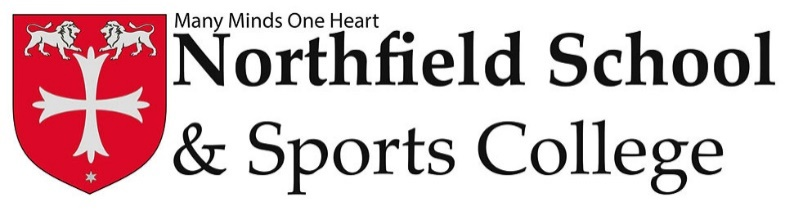 Many Minds One Heart
Northfield School
& Sports College